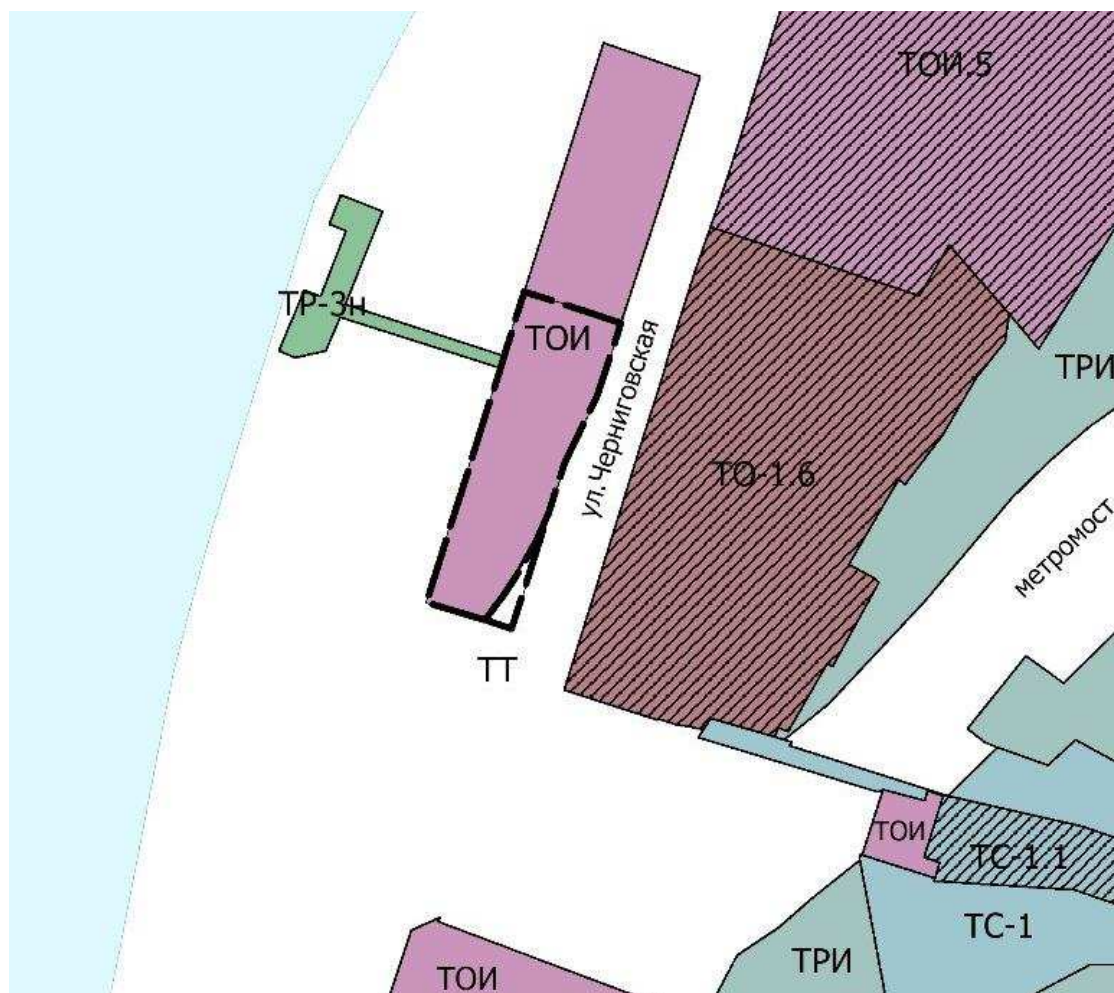 ТОИ.5
ТР-3н
ТОИ
ул.Черниговская
ТРИ
ТО-1.6
метромост
ТТ
ТОИ
ТС-1.1
ТС-1
ТРИ
ТОИ